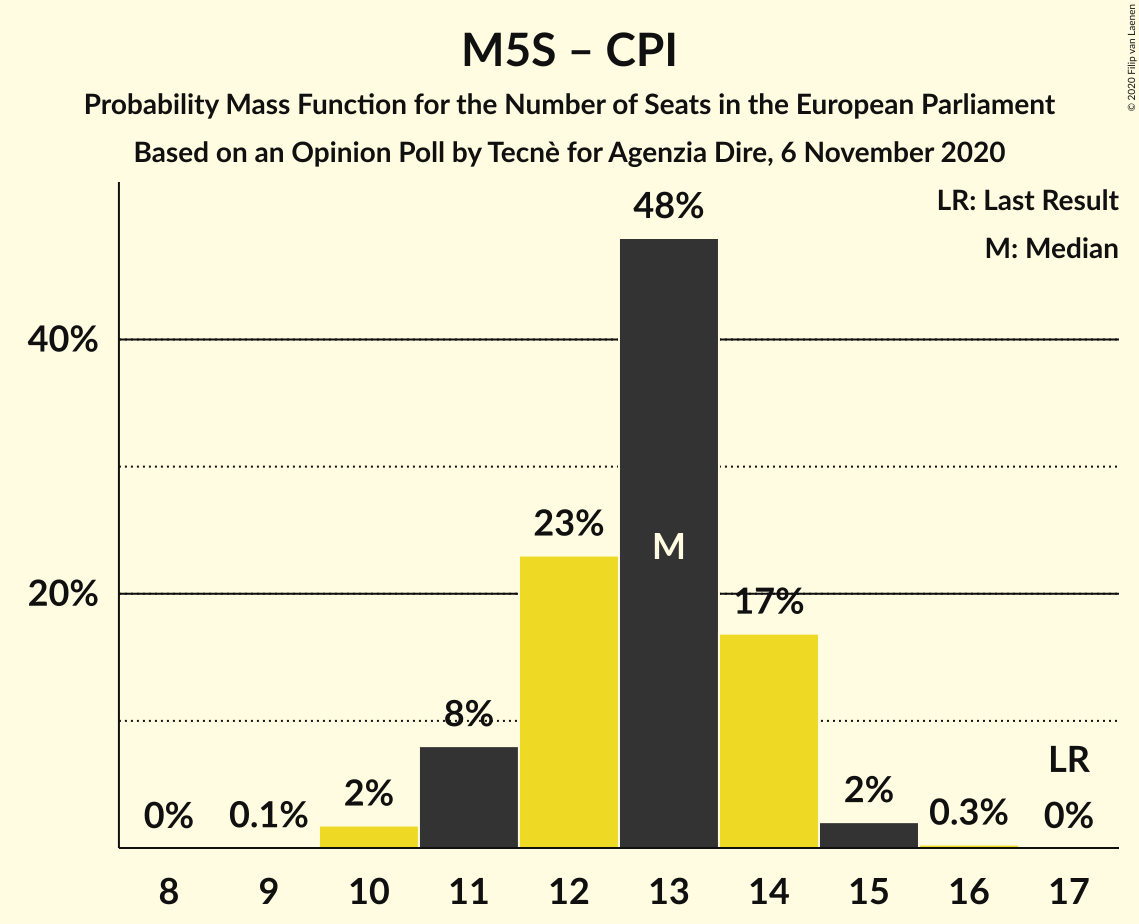 M5S – CPI
Probability Mass Function for the Number of Seats in the European Parliament
Based on an Opinion Poll by Tecnè for Agenzia Dire, 6 November 2020
© 2020 Filip van Laenen
LR: Last Result
M: Median
48%
40%
23%
M
20%
17%
8%
LR
2%
2%
0%
0.1%
0.3%
0%
8 9 10 11 12 13 14 15 16 17